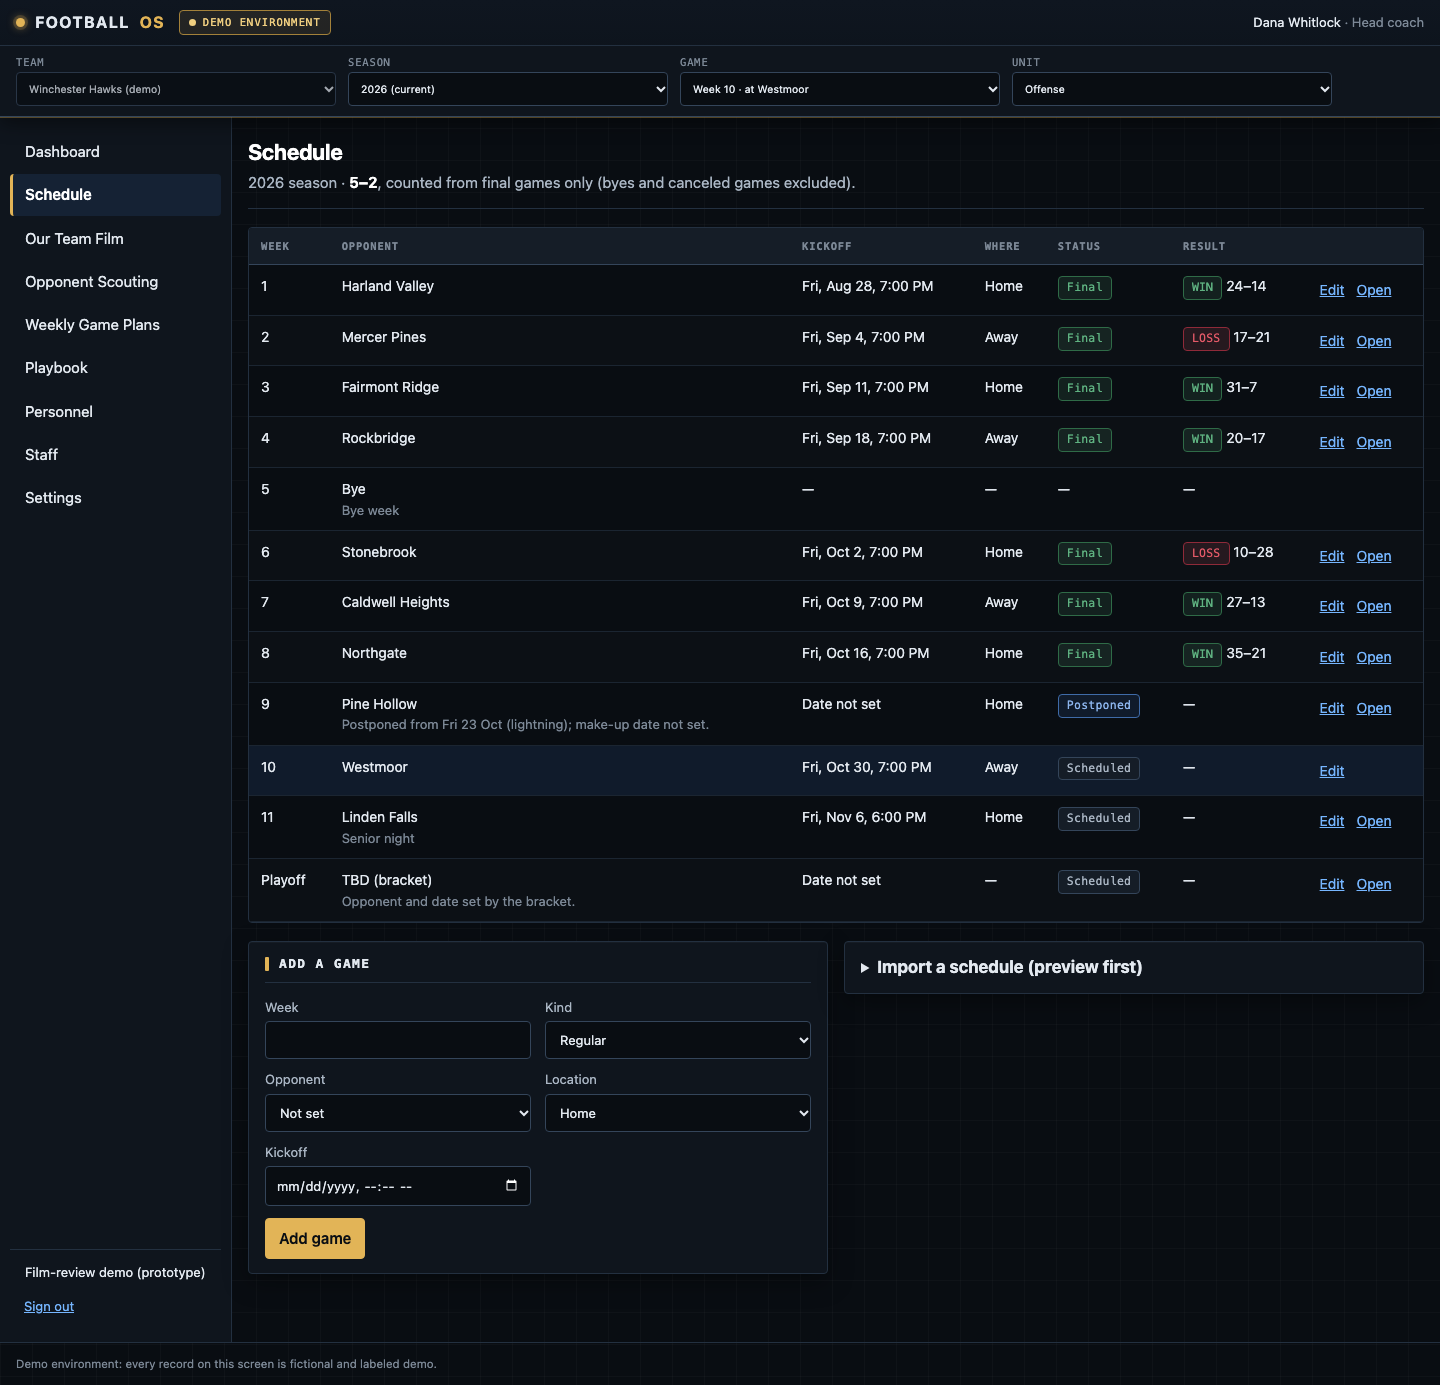 FOOTBALL OS
DEMO ENVIRONMENT
Dana Whitlock · Head coach
TEAM
SEASON
GAME
UNIT
Winchester Hawks (demo)
2026 (current)
Week 10 · at Westmoor
Offense
Dashboard
Schedule
Our Team Film
Opponent Scouting
Weekly Game Plans
Playbook
Personnel
Staff
Settings
Film-review demo (prototype)
Sign out
Schedule
2026 season · 5–2, counted from final games only (byes and canceled games excluded).
WEEK OPPONENT KICKOFF WHERE STATUS RESULT
1 Harland Valley Fri, Aug 28, 7:00 PM Home Final WIN 24–14 Edit Open
2 Mercer Pines Fri, Sep 4, 7:00 PM Away Final LOSS 17–21 Edit Open
3 Fairmont Ridge Fri, Sep 11, 7:00 PM Home Final WIN 31–7 Edit Open
4 Rockbridge Fri, Sep 18, 7:00 PM Away Final WIN 20–17 Edit Open
5 Bye — — — —
Bye week
6 Stonebrook Fri, Oct 2, 7:00 PM Home Final LOSS 10–28 Edit Open
7 Caldwell Heights Fri, Oct 9, 7:00 PM Away Final WIN 27–13 Edit Open
8 Northgate Fri, Oct 16, 7:00 PM Home Final WIN 35–21 Edit Open
9 Pine Hollow Date not set Home Postponed — Edit Open
Postponed from Fri 23 Oct (lightning); make-up date not set.
10 Westmoor Fri, Oct 30, 7:00 PM Away Scheduled — Edit
11 Linden Falls Fri, Nov 6, 6:00 PM Home Scheduled — Edit Open
Senior night
Playoff TBD (bracket) Date not set — Scheduled — Edit Open
Opponent and date set by the bracket.
ADD A GAME
Week
Kind
Regular
Opponent
Location
Not set
Home
Kickoff
mm/dd/yyyy, --:-- --
Add game
Import a schedule (preview first)
Demo environment: every record on this screen is fictional and labeled demo.